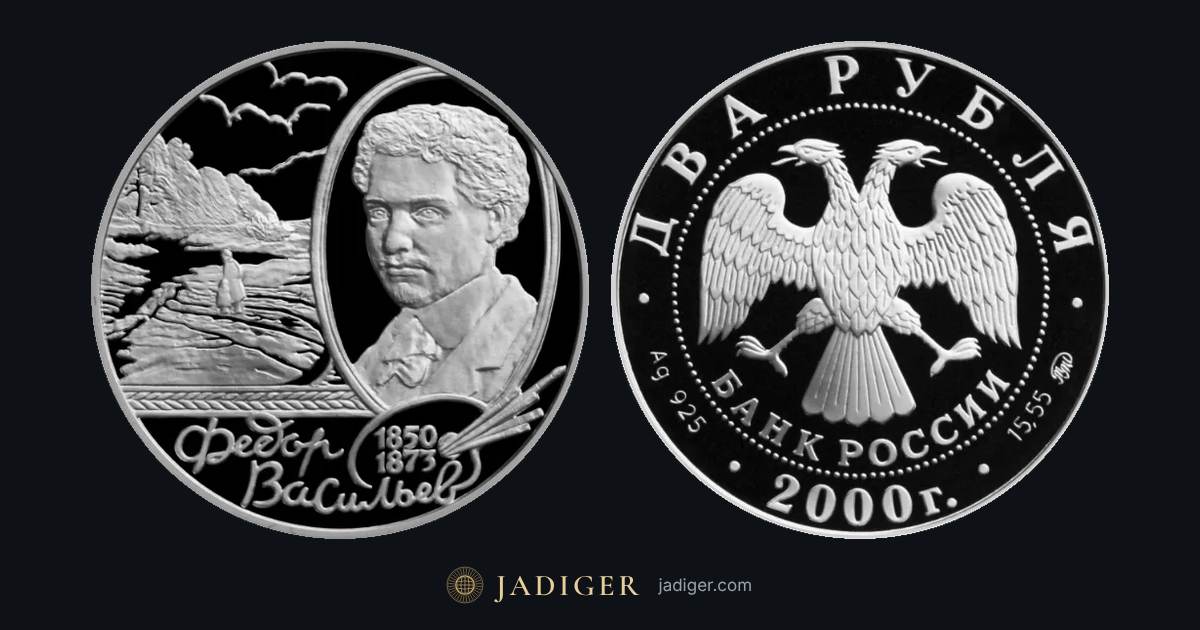 Федор
Васильев
1850
1873
ДВА РУБЛЯ
Ag 925
БАНК РОССИИ
15,55
2000г.
JADIGER jadiger.com